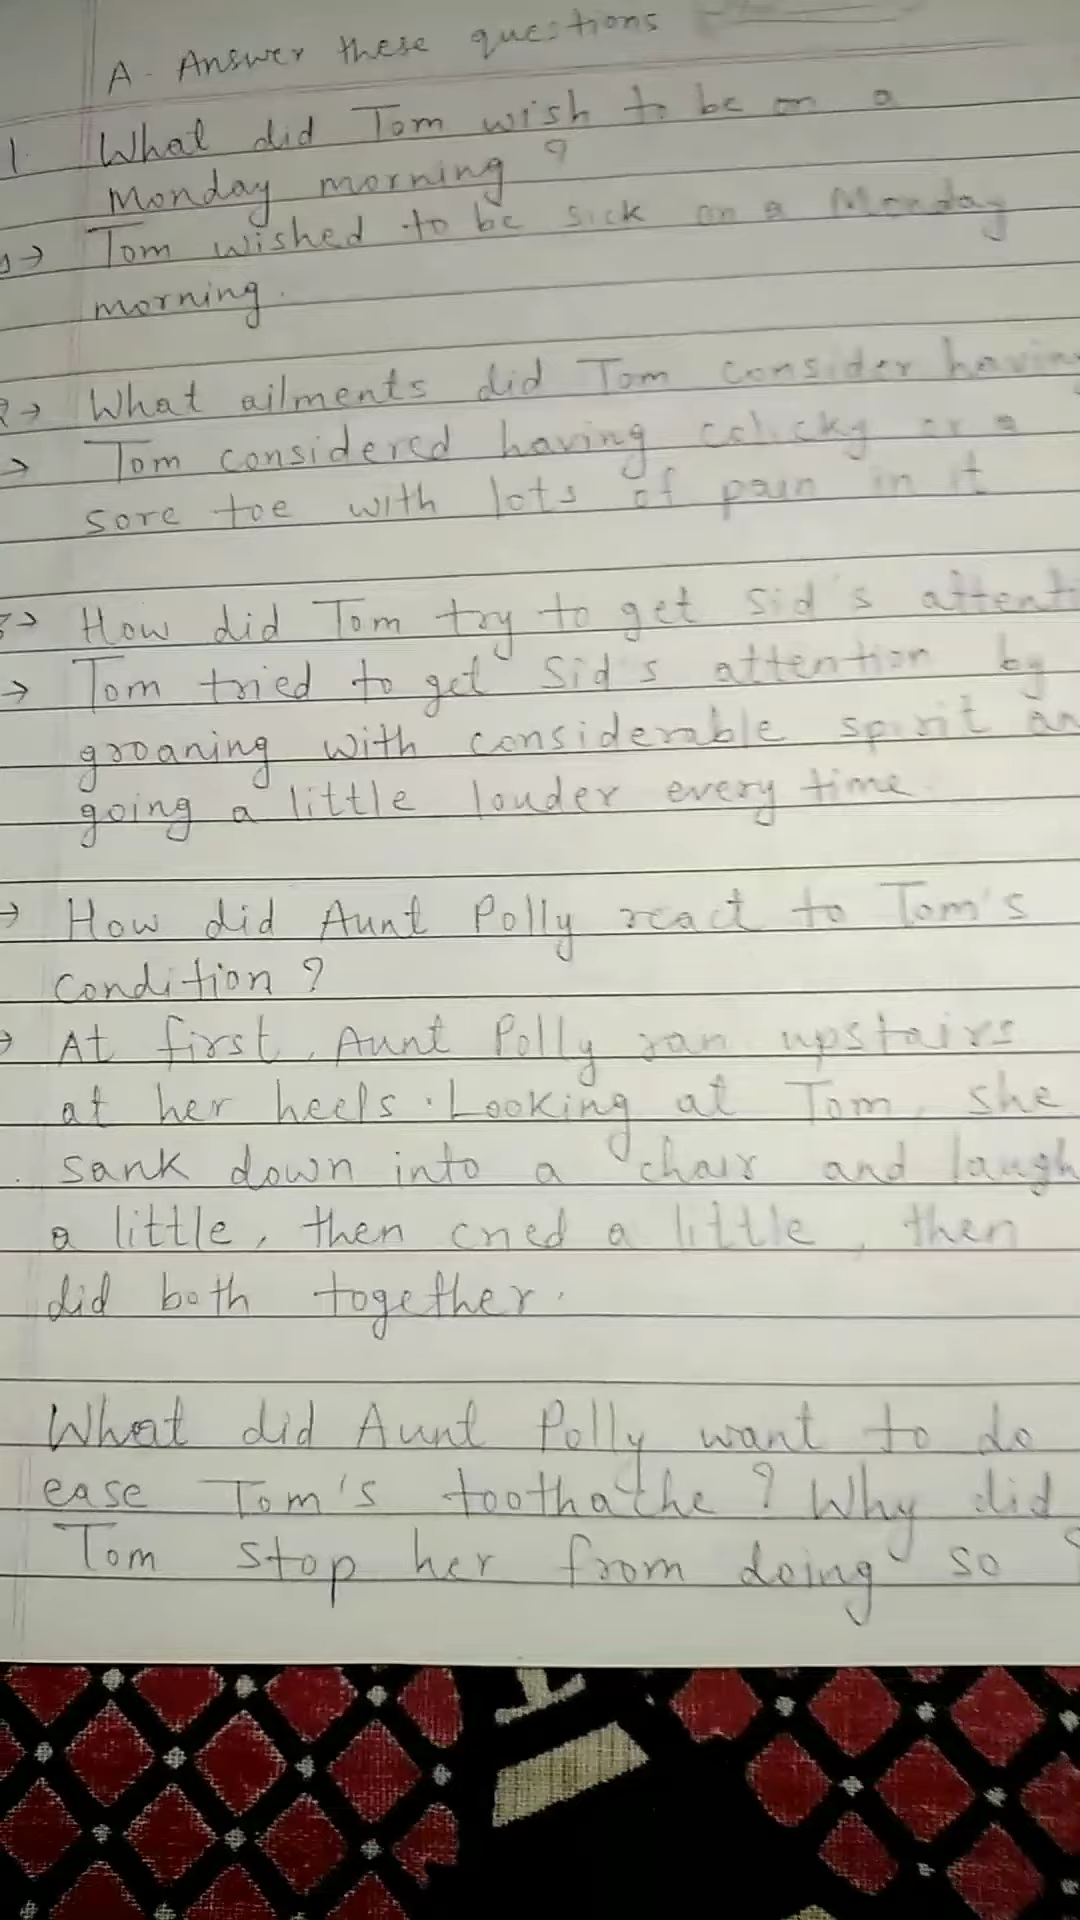 A. Answer these questions
1. What did Tom wish to be on a
Monday morning?
→ Tom wished to be sick on a Monday
morning.
→ What ailments did Tom consider having
→ Tom considered having colicky or a
sore toe with lots of pain in it
→ How did Tom try to get Sid's attenti
→ Tom tried to get Sid's attention by
groaning with considerable spirit an
going a little louder every time.
→ How did Aunt Polly react to Tom's
condition?
→ At first, Aunt Polly ran upstairs
at her heels. Looking at Tom, she
sank down into a chair and laugh
a little, then cried a little, then
did both together.
What did Aunt Polly want to do
ease Tom's toothathe? Why did
Tom stop her from doing so?